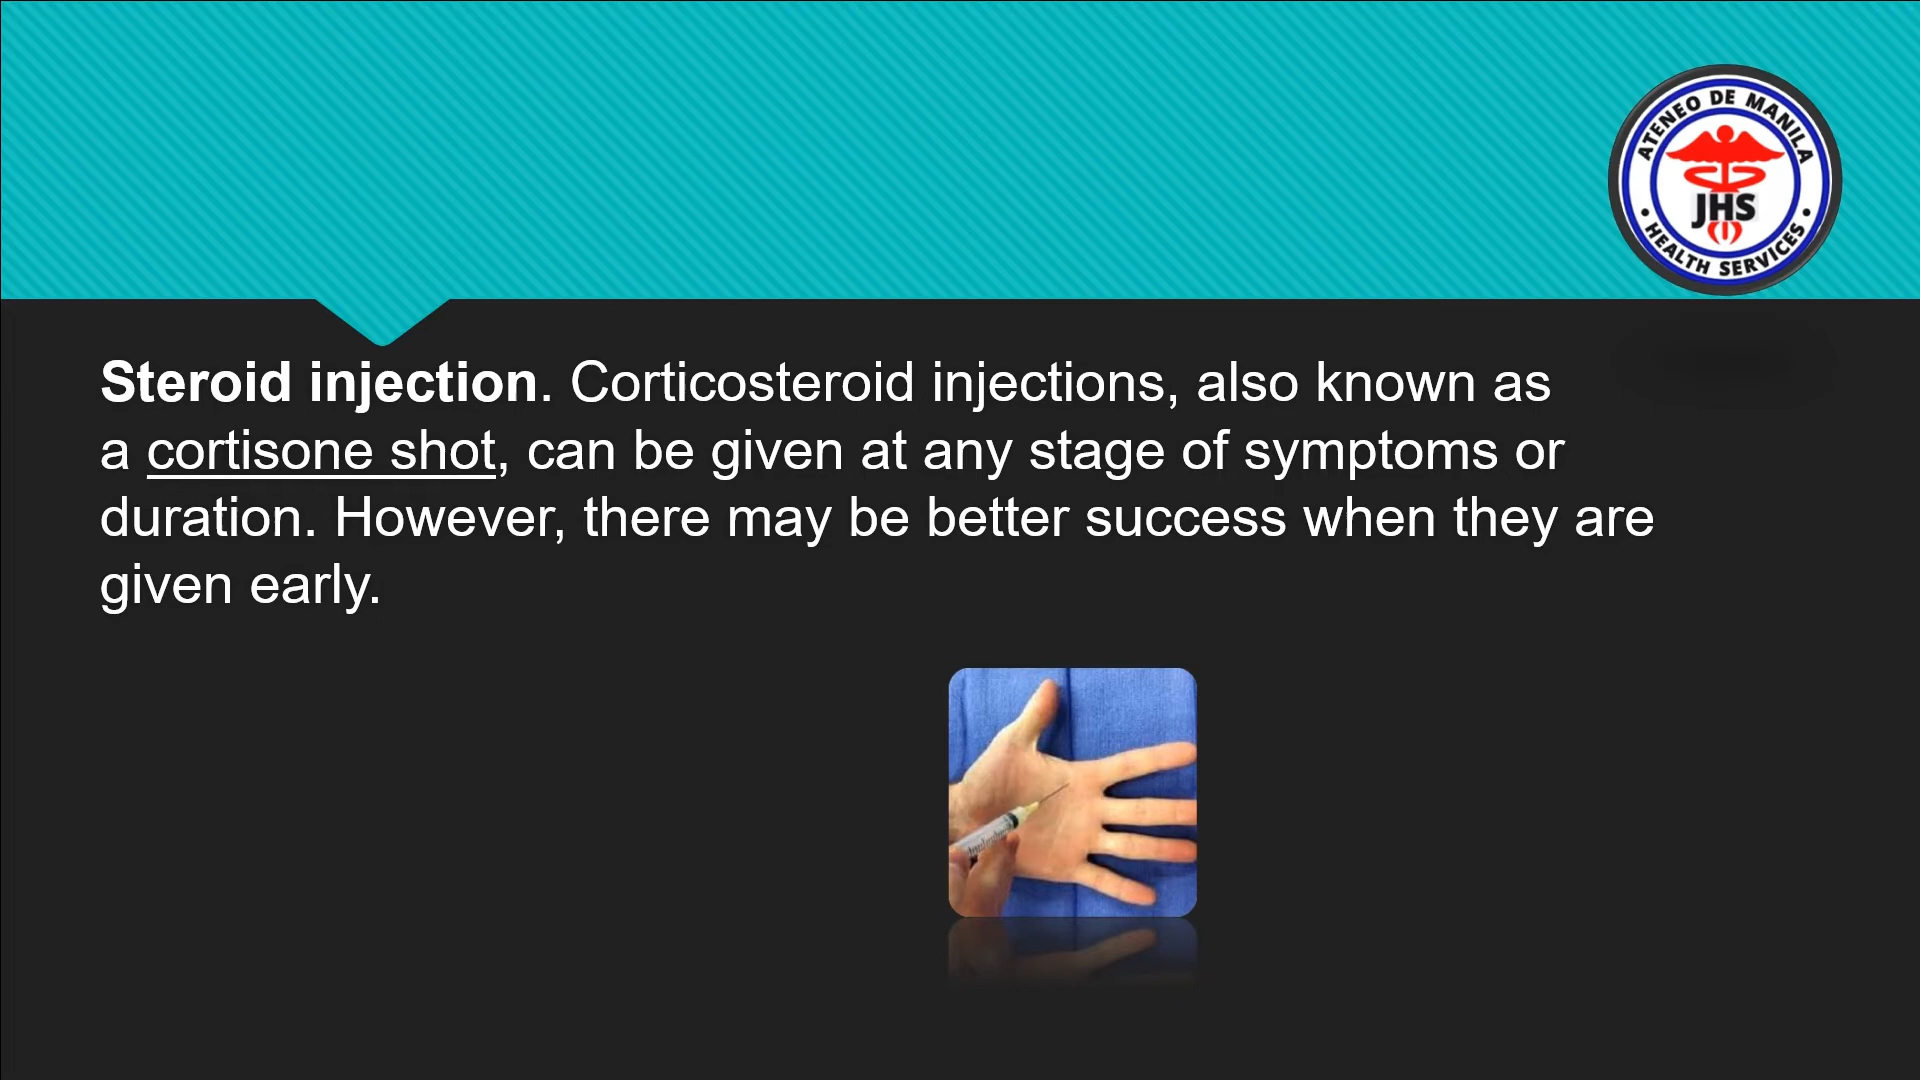 ATENEO DE MANILA
JHS
HEALTH SERVICES
Steroid injection. Corticosteroid injections, also known as
a cortisone shot, can be given at any stage of symptoms or
duration. However, there may be better success when they are
given early.